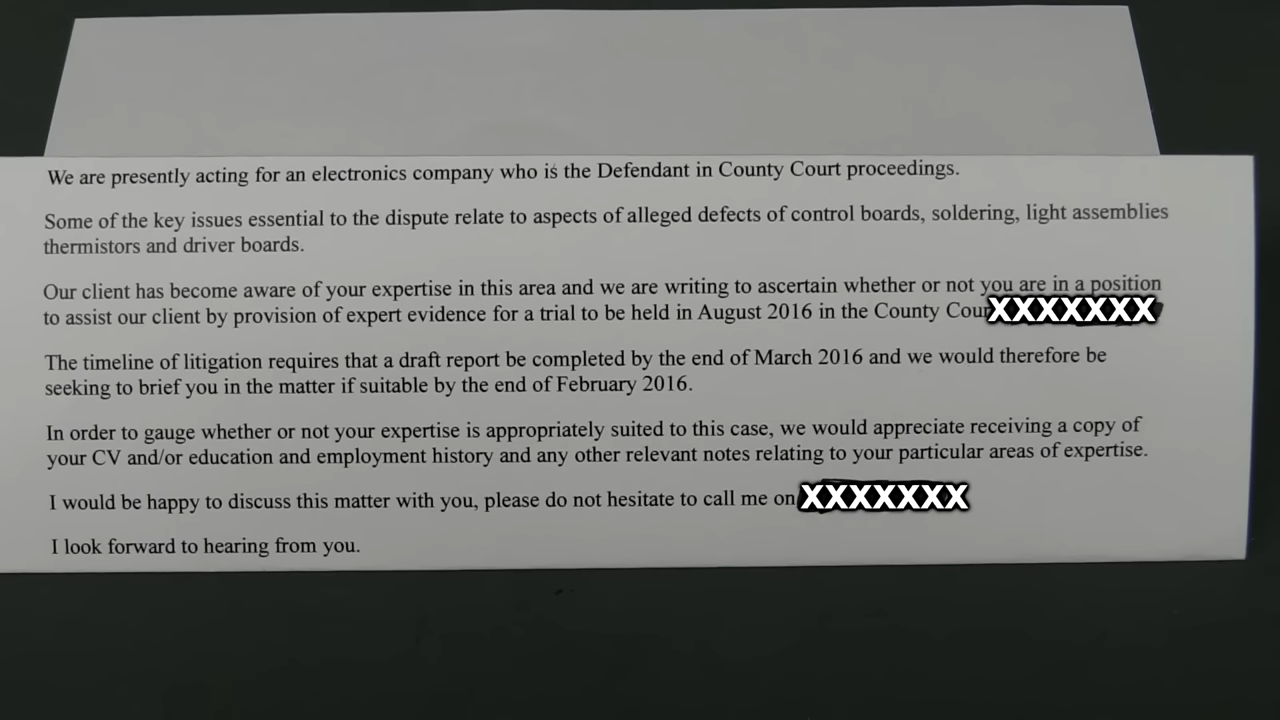 We are presently acting for an electronics company who is the Defendant in County Court proceedings.
Some of the key issues essential to the dispute relate to aspects of alleged defects of control boards, soldering, light assemblies
thermistors and driver boards.
Our client has become aware of your expertise in this area and we are writing to ascertain whether or not you are in a position
to assist our client by provision of expert evidence for a trial to be held in August 2016 in the County Cour XXXXXXX
The timeline of litigation requires that a draft report be completed by the end of March 2016 and we would therefore be
seeking to brief you in the matter if suitable by the end of February 2016.
In order to gauge whether or not your expertise is appropriately suited to this case, we would appreciate receiving a copy of
your CV and/or education and employment history and any other relevant notes relating to your particular areas of expertise.
I would be happy to discuss this matter with you, please do not hesitate to call me on XXXXXXX
I look forward to hearing from you.